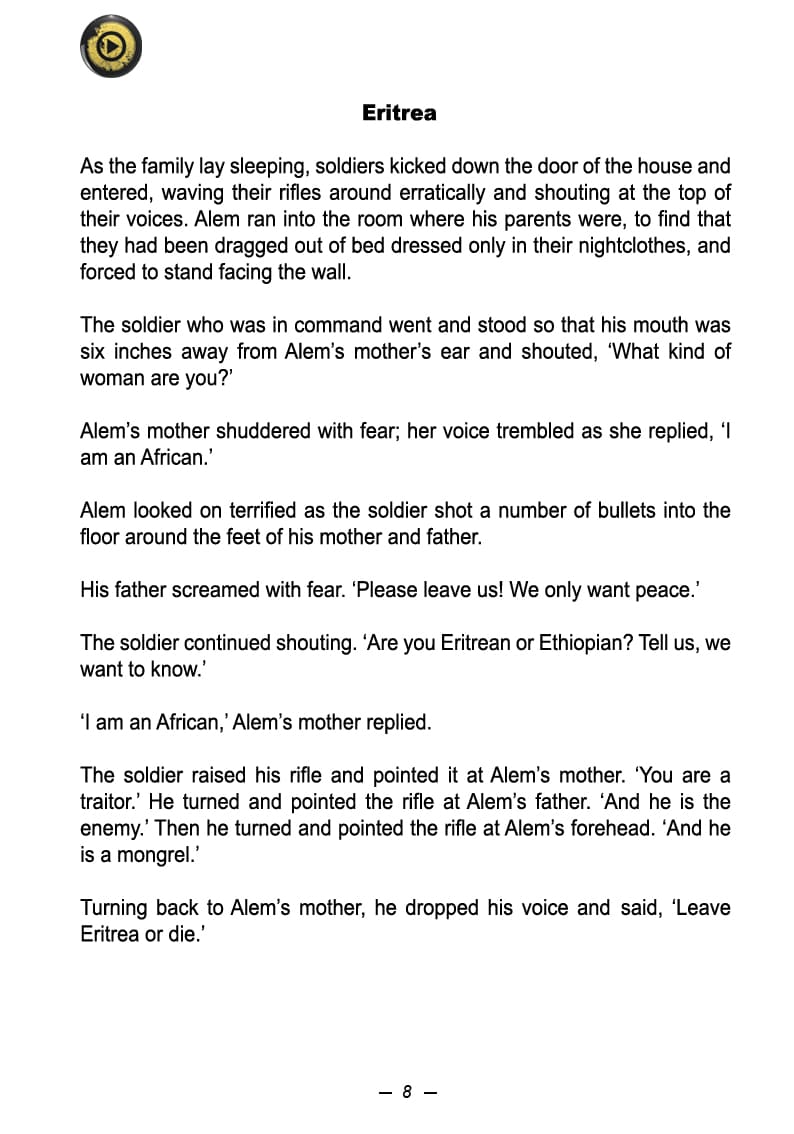 Eritrea
As the family lay sleeping, soldiers kicked down the door of the house and
entered, waving their rifles around erratically and shouting at the top of
their voices. Alem ran into the room where his parents were, to find that
they had been dragged out of bed dressed only in their nightclothes, and
forced to stand facing the wall.
The soldier who was in command went and stood so that his mouth was
six inches away from Alem’s mother’s ear and shouted, ‘What kind of
woman are you?’
Alem’s mother shuddered with fear; her voice trembled as she replied, ‘I
am an African.’
Alem looked on terrified as the soldier shot a number of bullets into the
floor around the feet of his mother and father.
His father screamed with fear. ‘Please leave us! We only want peace.’
The soldier continued shouting. ‘Are you Eritrean or Ethiopian? Tell us, we
want to know.’
‘I am an African,’ Alem’s mother replied.
The soldier raised his rifle and pointed it at Alem’s mother. ‘You are a
traitor.’ He turned and pointed the rifle at Alem’s father. ‘And he is the
enemy.’ Then he turned and pointed the rifle at Alem’s forehead. ‘And he
is a mongrel.’
Turning back to Alem’s mother, he dropped his voice and said, ‘Leave
Eritrea or die.’
— 8 —